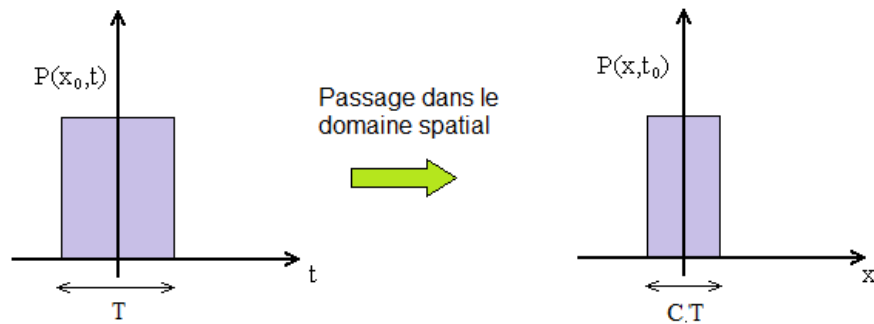 P(x₀,t)
t
T
Passage dans le
domaine spatial
P(x,t₀)
x
C.T